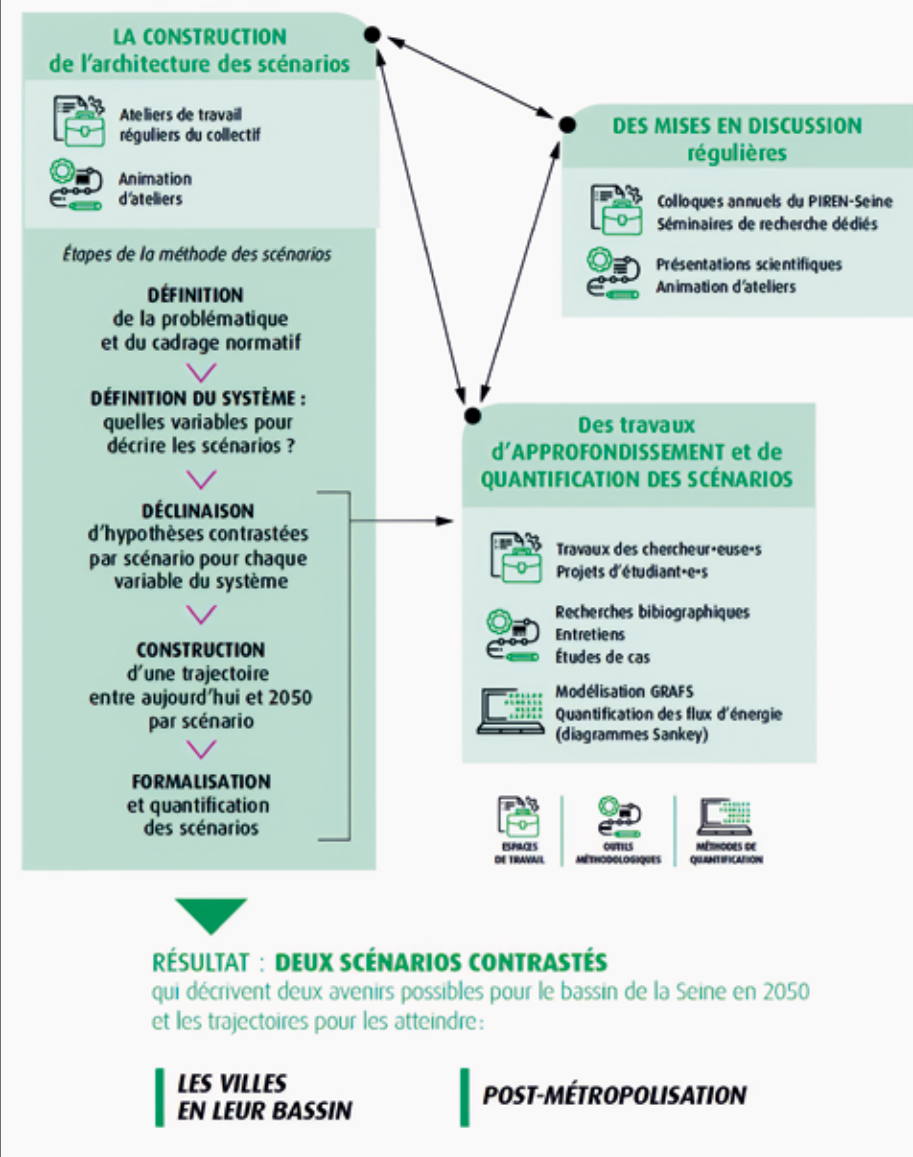 LA CONSTRUCTION
de l'architecture des scénarios
Ateliers de travail
réguliers du collectif
Animation
d'ateliers
Étapes de la méthode des scénarios
DÉFINITION
de la problématique
et du cadrage normatif
DÉFINITION DU SYSTÈME :
quelles variables pour
décrire les scénarios ?
DÉCLINAISON
d'hypothèses contrastées
par scénario pour chaque
variable du système
CONSTRUCTION
d'une trajectoire
entre aujourd'hui et 2050
par scénario
FORMALISATION
et quantification
des scénarios
DES MISES EN DISCUSSION
régulières
Colloques annuels du PIREN-Seine
Séminaires de recherche dédiés
Présentations scientifiques
Animation d'ateliers
Des travaux
d'APPROFONDISSEMENT et de
QUANTIFICATION DES SCÉNARIOS
Travaux des chercheur•euse•s
Projets d'étudiant•e•s
Recherches bibiographiques
Entretiens
Études de cas
Modélisation GRAFS
Quantification des flux d'énergie
(diagrammes Sankey)
ESPACES
DE TRAVAIL
OUTILS
MÉTHODOLOGIQUES
MÉTHODES DE
QUANTIFICATION
RÉSULTAT : DEUX SCÉNARIOS CONTRASTÉS
qui décrivent deux avenirs possibles pour le bassin de la Seine en 2050
et les trajectoires pour les atteindre :
LES VILLES
EN LEUR BASSIN
POST-MÉTROPOLISATION